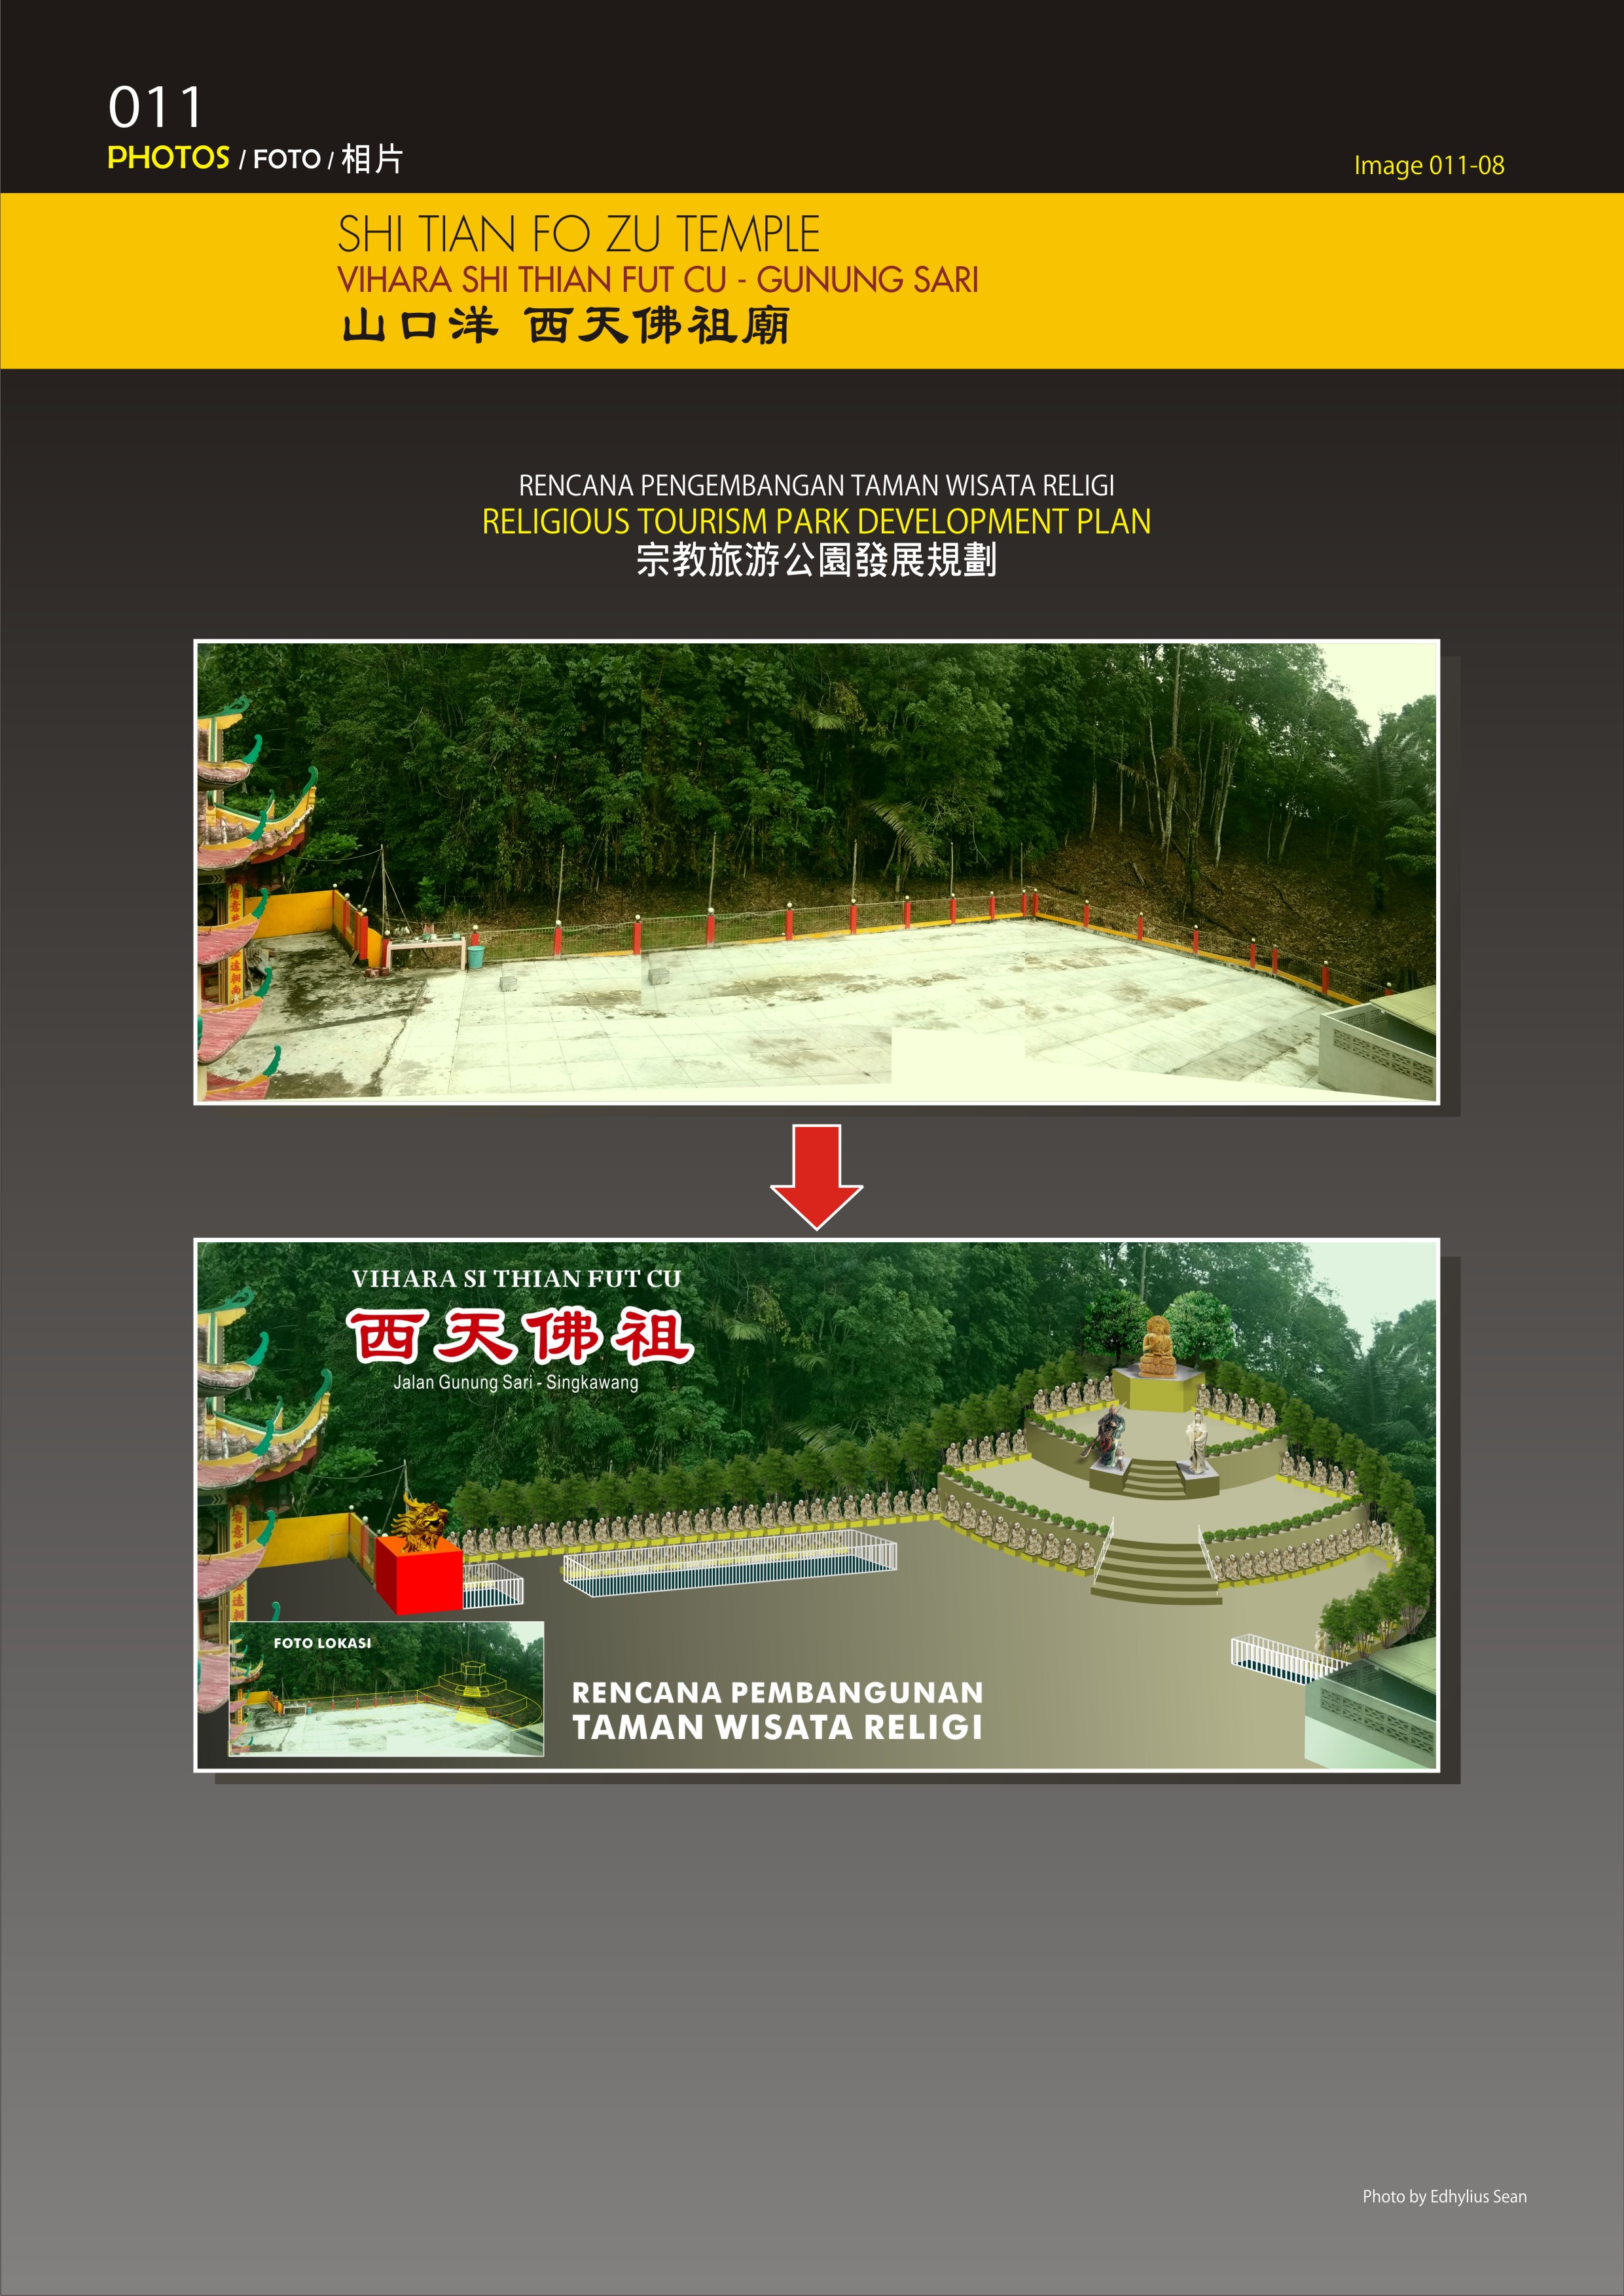 011
PHOTOS / FOTO / 相片
Image 011-08
SHI TIAN FO ZU TEMPLE
VIHARA SHI THIAN FUT CU - GUNUNG SARI
山口洋 西天佛祖廟
RENCANA PENGEMBANGAN TAMAN WISATA RELIGI
RELIGIOUS TOURISM PARK DEVELOPMENT PLAN
宗教旅游公園發展規劃
VIHARA SI THIAN FUT CU
西天佛祖
Jalan Gunung Sari - Singkawang
FOTO LOKASI
RENCANA PEMBANGUNAN
TAMAN WISATA RELIGI
Photo by Edhylius Sean